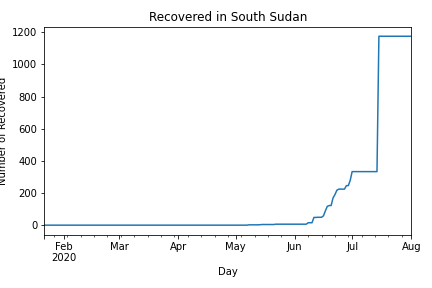 Recovered in South Sudan
Number of Recovered
1200
1000
800
600
400
200
0
Feb
2020
Mar
Apr
May
Jun
Jul
Aug
Day